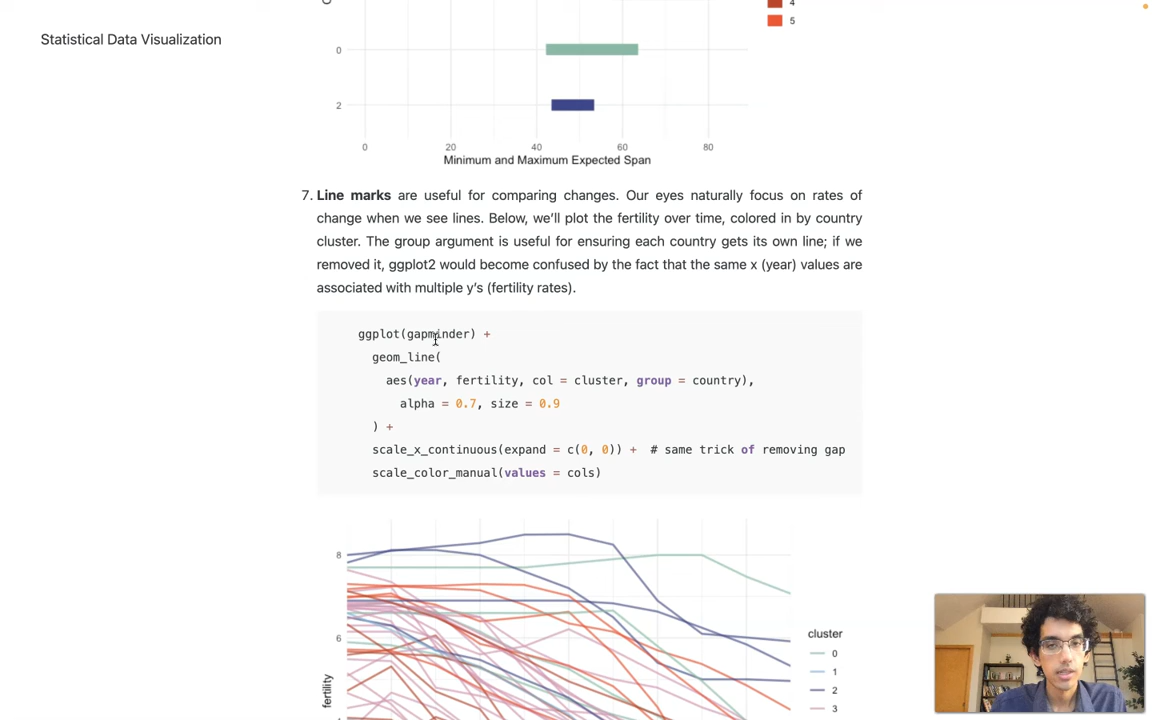 4
5
Statistical Data Visualization
0
2
0 20 40 60 80
Minimum and Maximum Expected Span
7. Line marks are useful for comparing changes. Our eyes naturally focus on rates of
change when we see lines. Below, we’ll plot the fertility over time, colored in by country
cluster. The group argument is useful for ensuring each country gets its own line; if we
removed it, ggplot2 would become confused by the fact that the same x (year) values are
associated with multiple y’s (fertility rates).
ggplot(gapminder) +
geom_line(
aes(year, fertility, col = cluster, group = country),
alpha = 0.7, size = 0.9
) +
scale_x_continuous(expand = c(0, 0)) + # same trick of removing gap
scale_color_manual(values = cols)
8
6
fertility
cluster
0
1
2
3